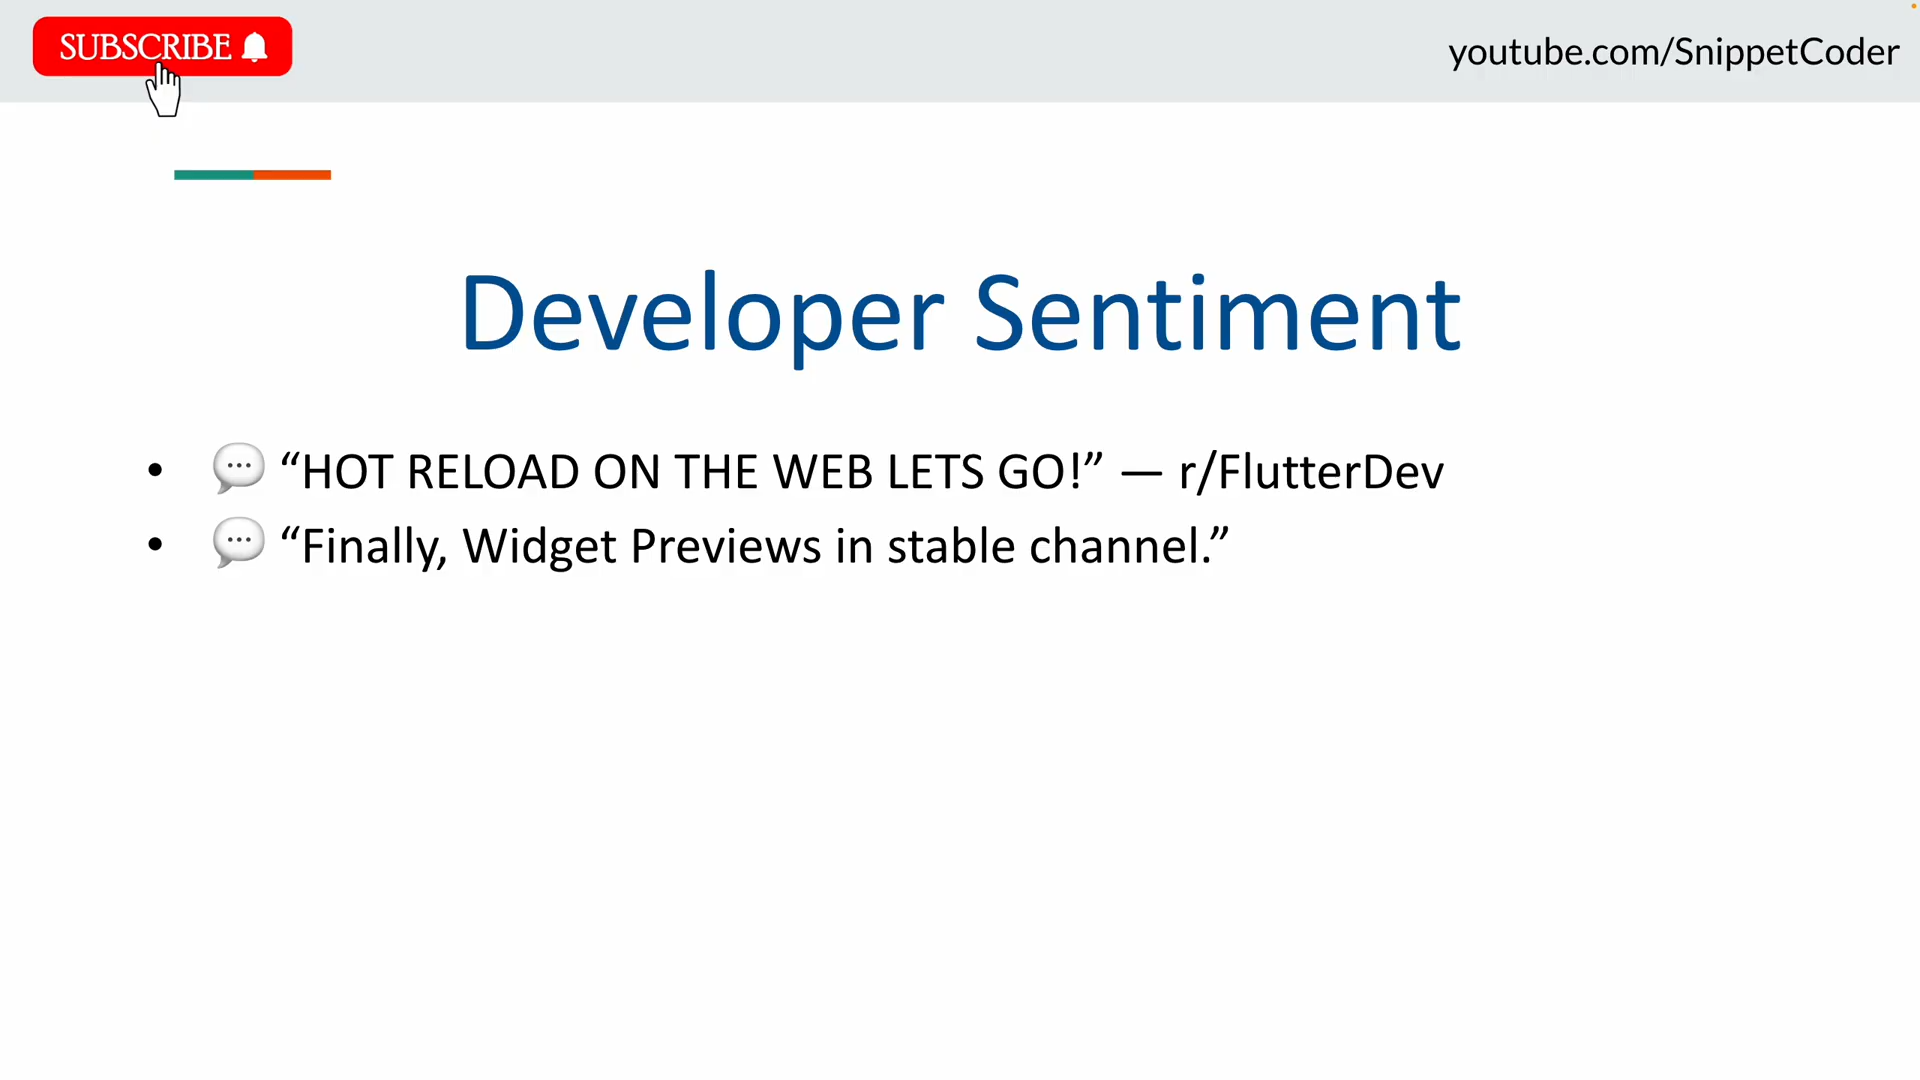 SUBSCRIBE
youtube.com/SnippetCoder
Developer Sentiment
• 💬 “HOT RELOAD ON THE WEB LETS GO!” — r/FlutterDev
• 💬 “Finally, Widget Previews in stable channel.”